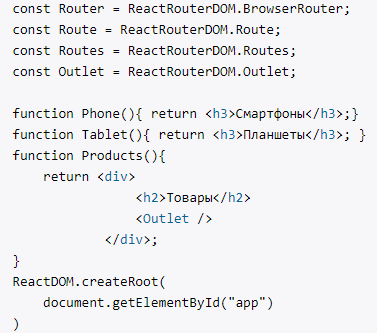 const Router = ReactRouterDOM.BrowserRouter;
const Route = ReactRouterDOM.Route;
const Routes = ReactRouterDOM.Routes;
const Outlet = ReactRouterDOM.Outlet;

function Phone(){ return <h3>Смартфоны</h3>;}
function Tablet(){ return <h3>Планшеты</h3>; }
function Products(){
    return <div>
                <h2>Товары</h2>
                <Outlet />
            </div>;
}
ReactDOM.createRoot(
    document.getElementById("app")
)